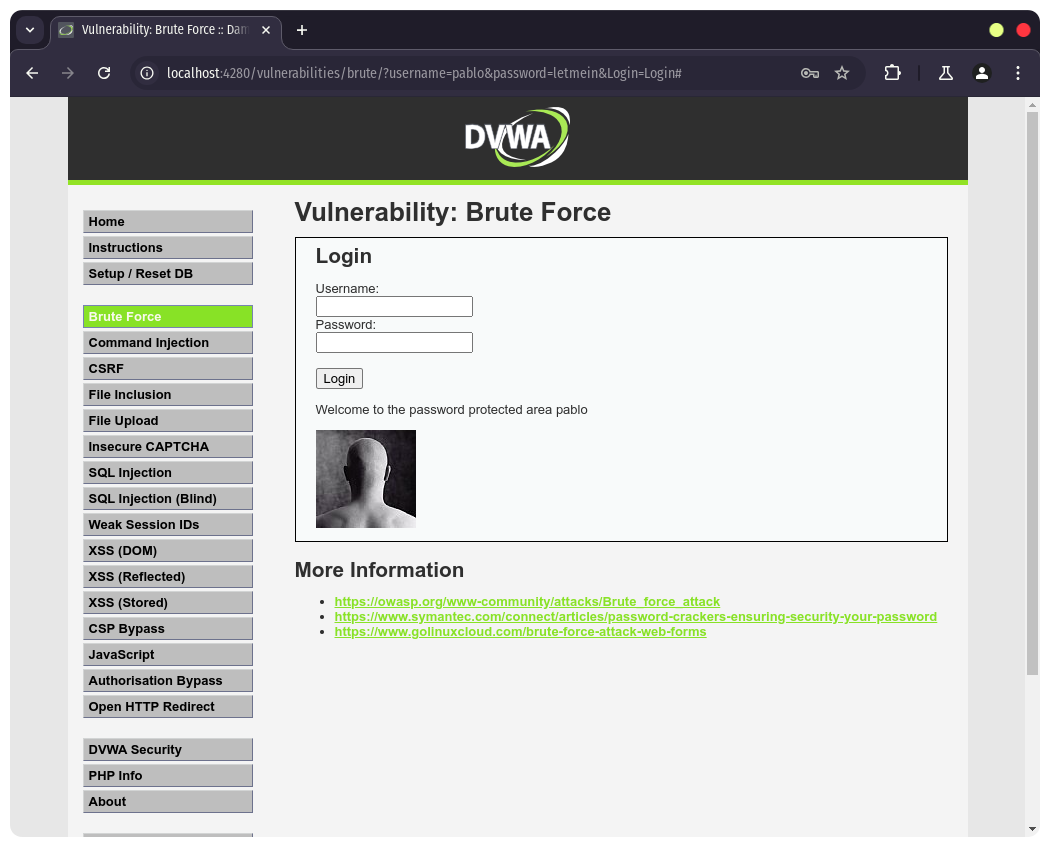 Vulnerability: Brute Force :: Dam
localhost:4280/vulnerabilities/brute/?username=pablo&password=letmein&Login=Login#
DVWA
Home
Instructions
Setup / Reset DB
Brute Force
Command Injection
CSRF
File Inclusion
File Upload
Insecure CAPTCHA
SQL Injection
SQL Injection (Blind)
Weak Session IDs
XSS (DOM)
XSS (Reflected)
XSS (Stored)
CSP Bypass
JavaScript
Authorisation Bypass
Open HTTP Redirect
DVWA Security
PHP Info
About
Vulnerability: Brute Force
Login
Username:
Password:
Login
Welcome to the password protected area pablo
More Information
https://owasp.org/www-community/attacks/Brute_force_attack
https://www.symantec.com/connect/articles/password-crackers-ensuring-security-your-password
https://www.golinuxcloud.com/brute-force-attack-web-forms